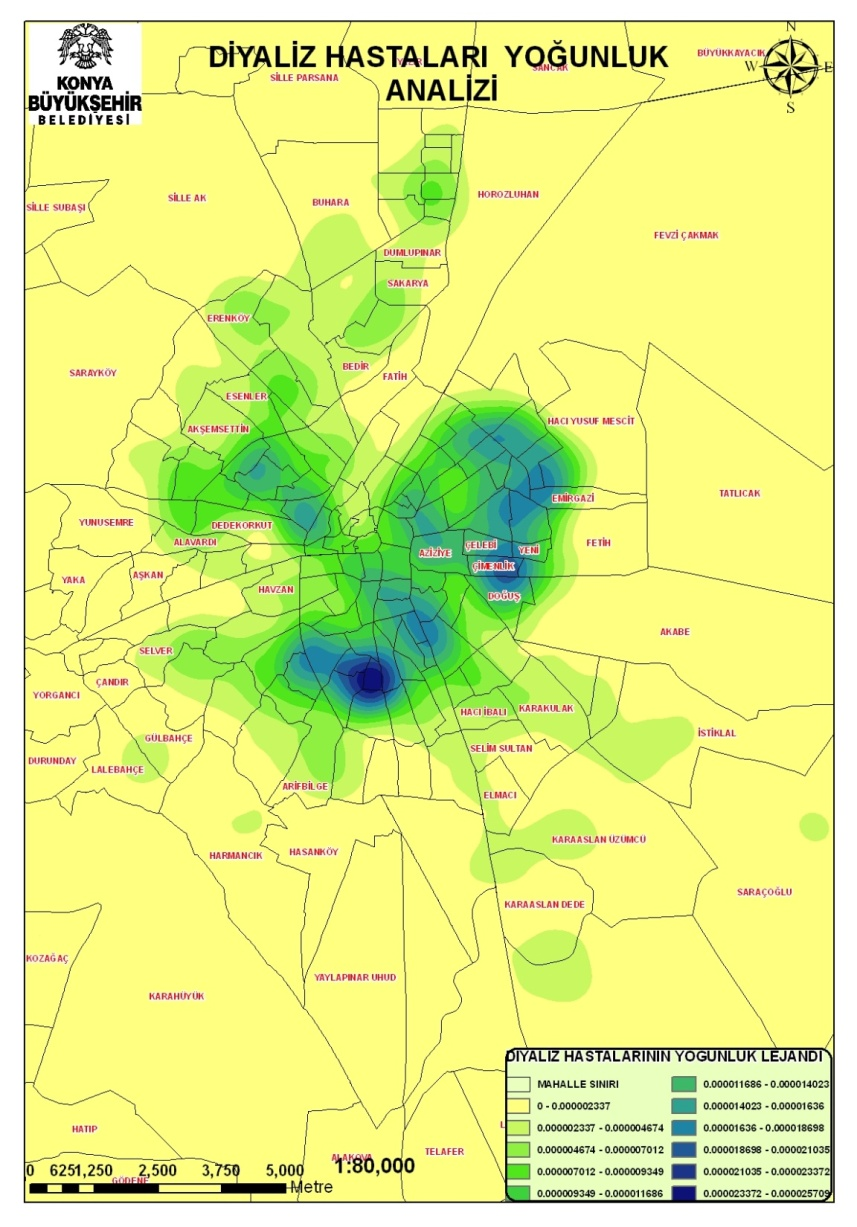 KONYA
BÜYÜKŞEHİR
BELEDİYESİ
DİYALİZ HASTALARI YOĞUNLUK
ANALİZİ
N
W
E
S
BÜYÜKKAYACIK
SANCAK
SİLLE PARSANA
SİLLE AK
BUHARA
HOROZLUHAN
SİLLE SUBAŞI
FEVZİ ÇAKMAK
DUMLUPINAR
SAKARYA
ERENKÖY
BEDİR
FATİH
SARAYKÖY
ESENLER
AKŞEMSETTİN
HACI YUSUF MESCİT
EMİRGAZİ
TATLICAK
YUNUSEMRE
DEDEKORKUT
ALAVARDI
AZİZİYE
ÇELEBİ
YENİ
FETİH
ÇİMENLİK
YAKA
AŞKAN
HAVZAN
DOĞUŞ
AKABE
SELVER
ÇANDIR
YORGANCI
HACI İBALI
KARAKULAK
GÜLBAHÇE
SELİM SULTAN
İSTİKLAL
DURUNDAY
LALEBAHÇE
ARİFBİLGE
ELMACI
HARMANCIK
HASANKÖY
KARAASLAN ÜZÜMCÜ
SARAÇOĞLU
KARAASLAN DEDE
KOZAĞAÇ
YAYLAPINAR UHUD
KARAHÜYÜK
HATIP
TELAFER
ALAKOVA
GÖDENE
0 6251,250 2,500 3,750 5,000
Metre
1:80,000
DİYALİZ HASTALARININ YOĞUNLUK LEJANDI
MAHALLE SINIRI
0 - 0.000002337
0.000002337 - 0.000004674
0.000004674 - 0.000007012
0.000007012 - 0.000009349
0.000009349 - 0.000011686
0.000011686 - 0.000014023
0.000014023 - 0.00001636
0.00001636 - 0.000018698
0.000018698 - 0.000021035
0.000021035 - 0.000023372
0.000023372 - 0.000025709